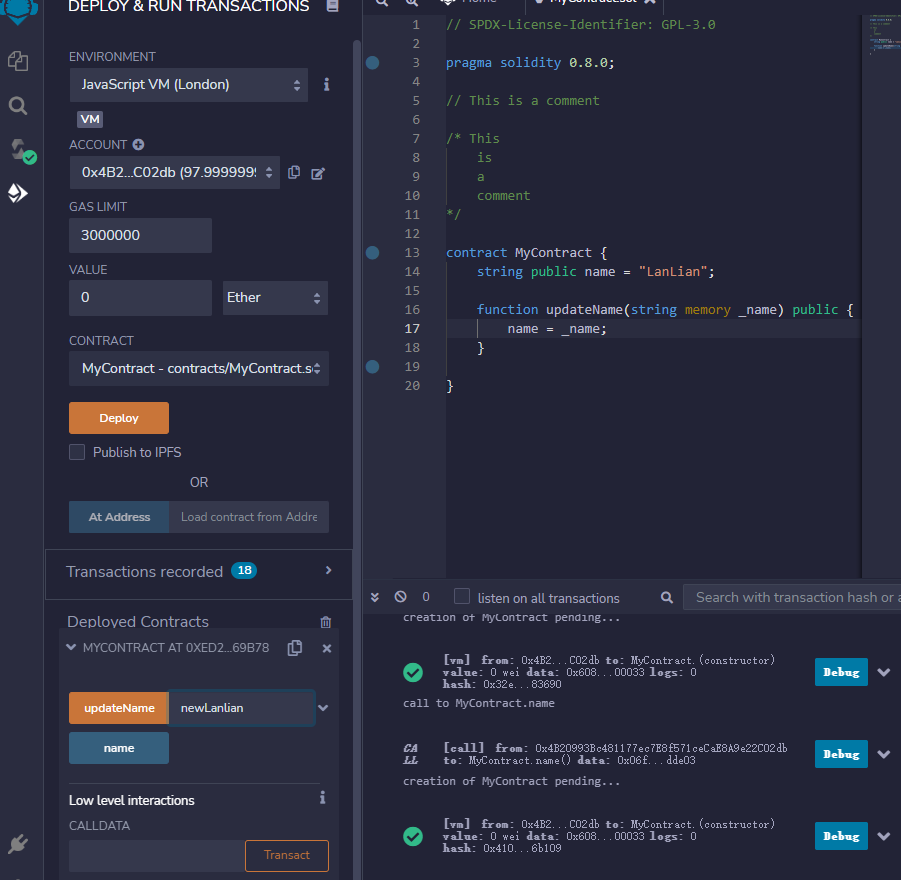 DEPLOY & RUN TRANSACTIONS
ENVIRONMENT
JavaScript VM (London)
VM
ACCOUNT
0x4B2...C02db (97.9999999
GAS LIMIT
3000000
VALUE
0
Ether
CONTRACT
MyContract - contracts/MyContract.s
Deploy
Publish to IPFS
OR
At Address
Load contract from Addre
Transactions recorded 18
Deployed Contracts
MYCONTRACT AT 0XED2...69B78
updateName
newLanlian
name
Low level interactions
CALLDATA
Transact
Home
MyContract.sol
1 // SPDX-License-Identifier: GPL-3.0
2
3 pragma solidity 0.8.0;
4
5 // This is a comment
6
7 /* This
8 is
9 a
10 comment
11 */
12
13 contract MyContract {
14 string public name = "LanLian";
15
16 function updateName(string memory _name) public {
17 name = _name;
18 }
19
20 }
0
listen on all transactions
Search with transaction hash or a
creation of MyContract pending...
[vm] from: 0x4B2...C02db to: MyContract.(constructor)
value: 0 wei data: 0x608...00033 logs: 0
hash: 0x32e...83690
Debug
call to MyContract.name
CA
LL
[call] from: 0x4B20993Bc481177ec7E8f571ceCaE8A9e22C02db
to: MyContract.name() data: 0x06f...dde03
Debug
creation of MyContract pending...
[vm] from: 0x4B2...C02db to: MyContract.(constructor)
value: 0 wei data: 0x608...00033 logs: 0
hash: 0x410...6b109
Debug